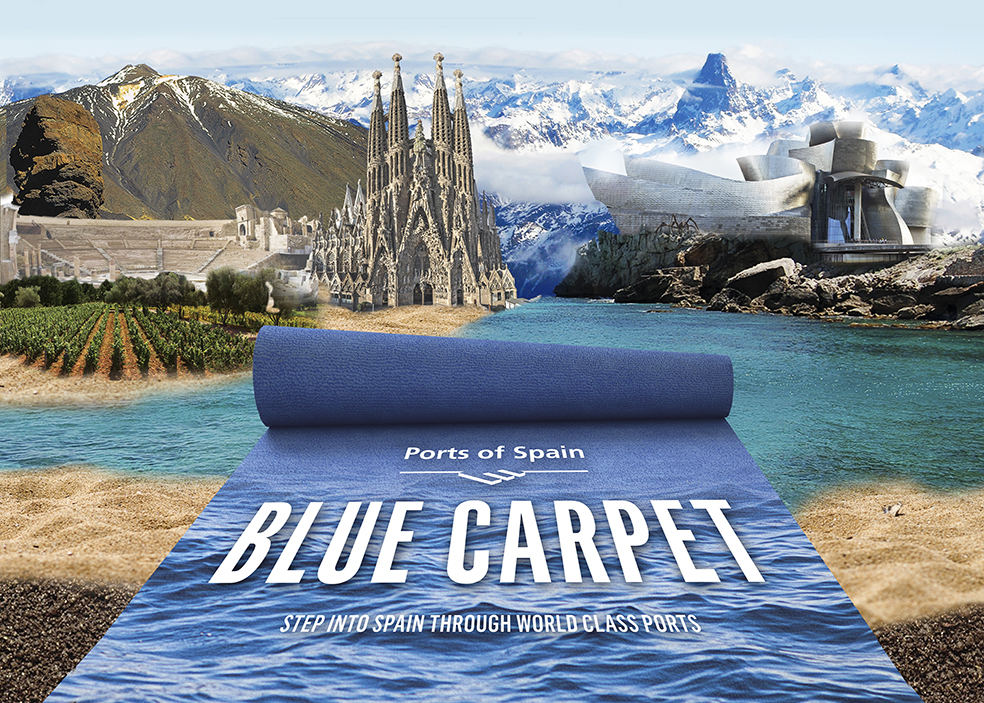 Ports of Spain
BLUE CARPET
STEP INTO SPAIN THROUGH WORLD CLASS PORTS